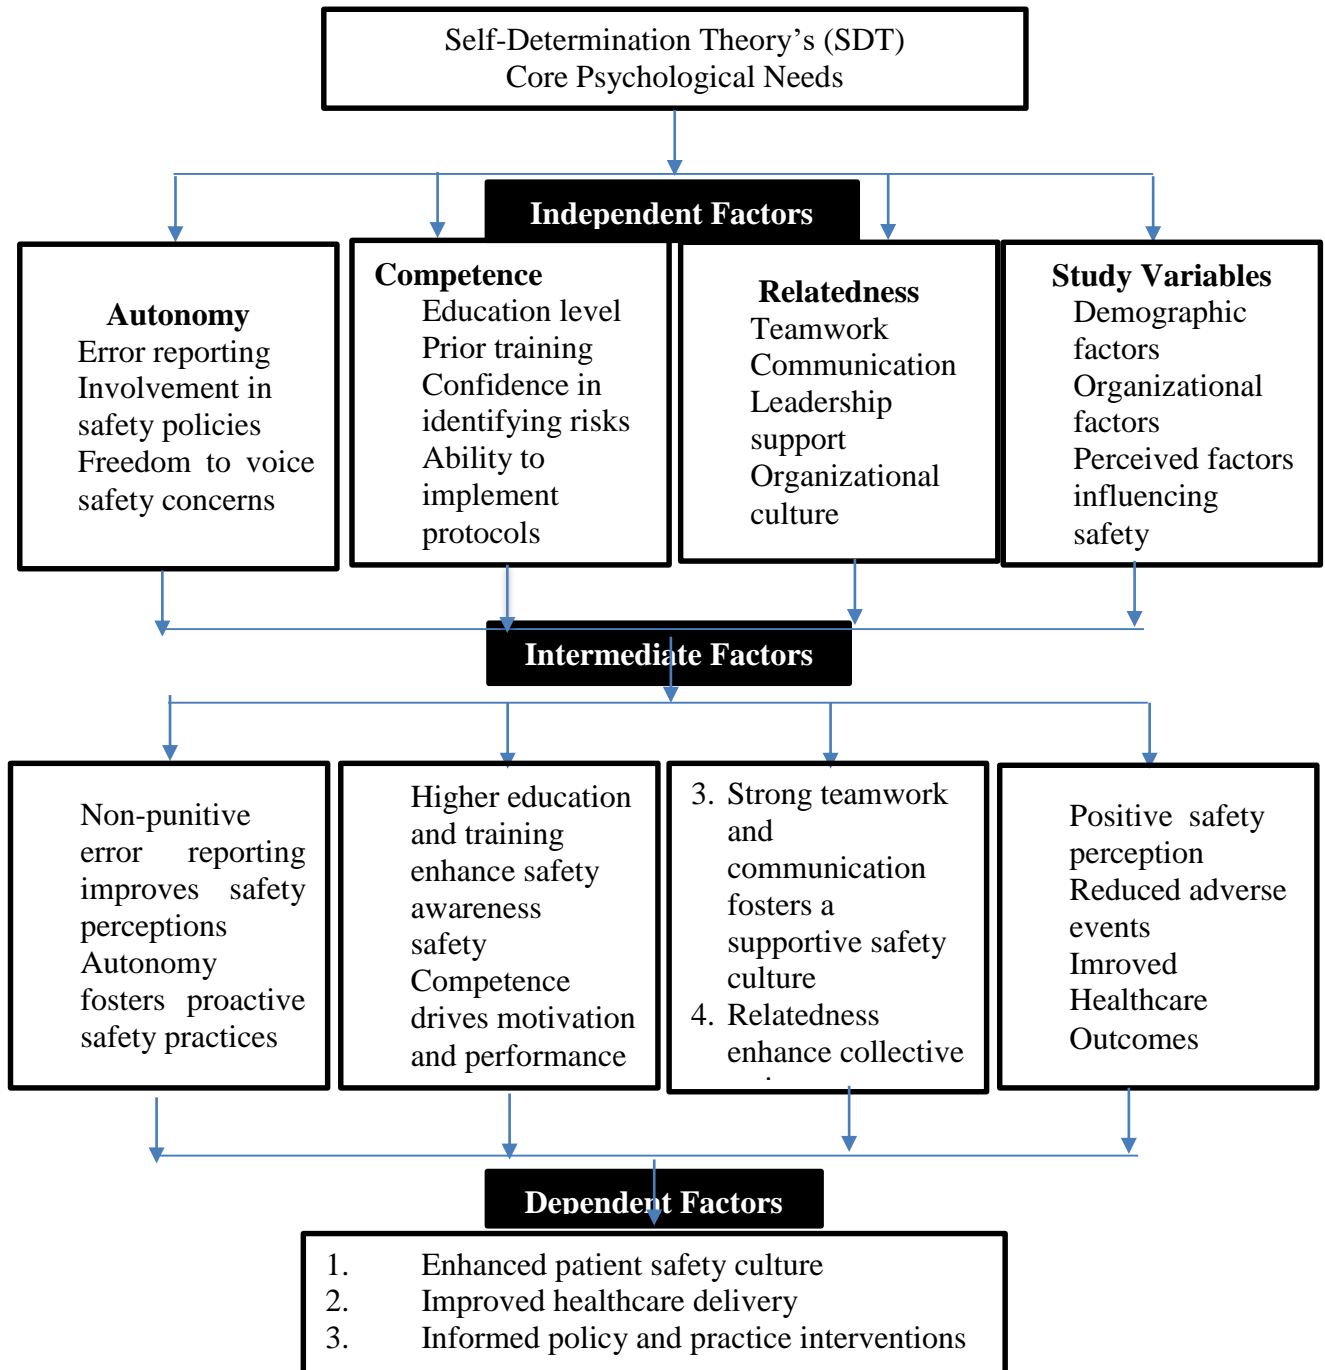 Self-Determination Theory's (SDT)
Core Psychological Needs
Independent Factors
Autonomy
Error reporting
Involvement in
safety policies
Freedom to voice
safety concerns
Competence
Education level
Prior training
Confidence in
identifying risks
Ability to
implement
protocols
Relatedness
Teamwork
Communication
Leadership
support
Organizational
culture
Study Variables
Demographic
factors
Organizational
factors
Perceived factors
influencing
safety
Intermediate Factors
Non-punitive
error reporting
improves safety
perceptions
Autonomy
fosters proactive
safety practices
Higher education
and training
enhance safety
awareness
safety
Competence
drives motivation
and performance
3. Strong teamwork
and
communication
fosters a
supportive safety
culture
4. Relatedness
enhance collective
Positive safety
perception
Reduced adverse
events
Imroved
Healthcare
Outcomes
Dependent Factors
1. Enhanced patient safety culture
2. Improved healthcare delivery
3. Informed policy and practice interventions